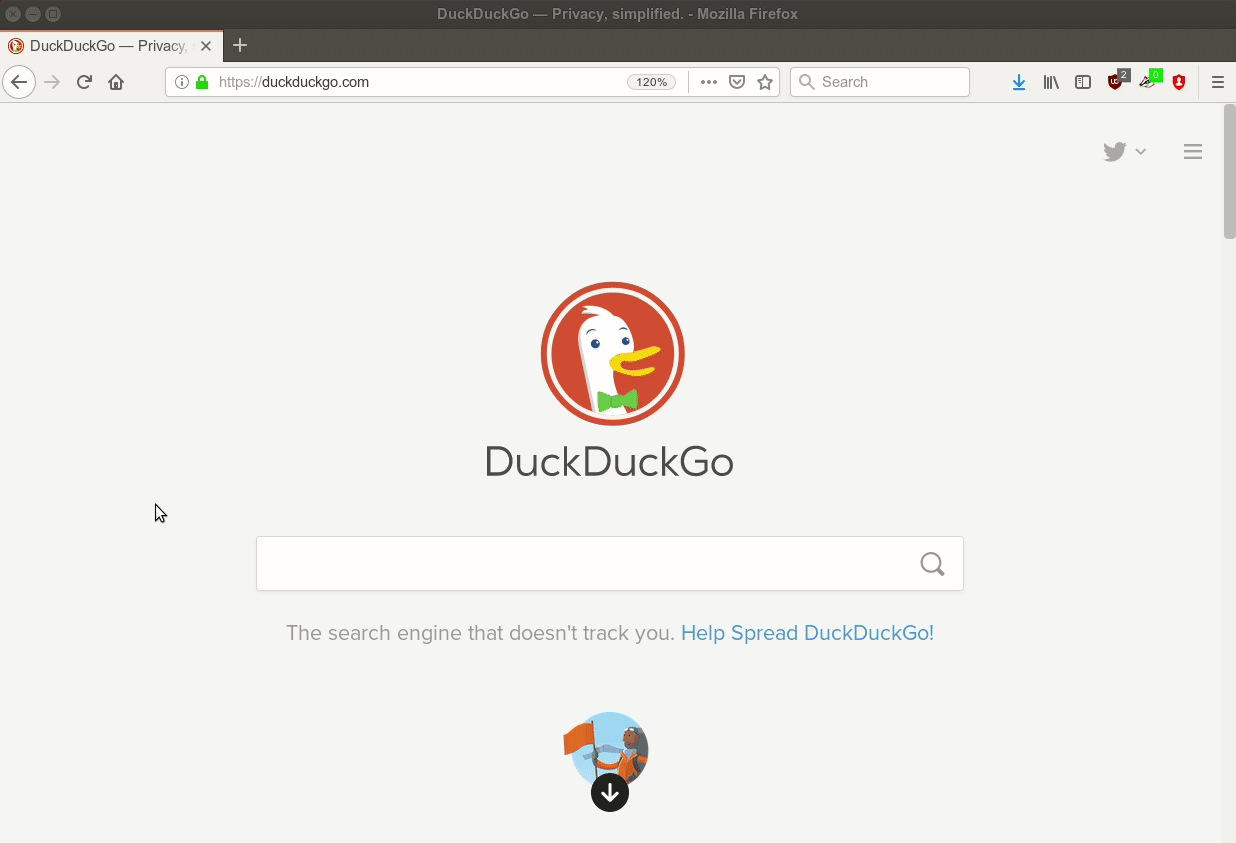 DuckDuckGo — Privacy, simplified. - Mozilla Firefox
DuckDuckGo — Privacy,
https://duckduckgo.com
120%
Search
2
0
DuckDuckGo
The search engine that doesn't track you. Help Spread DuckDuckGo!